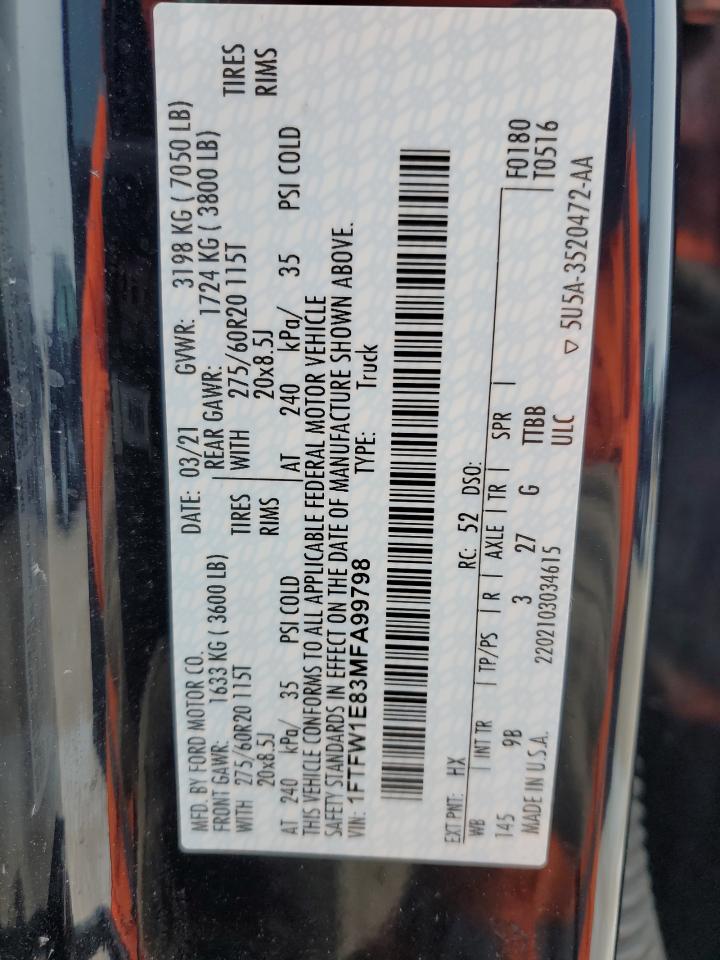 MFD. BY FORD MOTOR CO.
DATE: 03/21 GVWR: 3198 KG ( 7050 LB)
FRONT GAWR: 1633 KG ( 3600 LB) REAR GAWR: 1724 KG ( 3800 LB)
WITH 275/60R20 115T TIRES WITH 275/60R20 115T TIRES
20x8.5J RIMS 20x8.5J RIMS
AT 240 kPa/ 35 PSI COLD AT 240 kPa/ 35 PSI COLD
THIS VEHICLE CONFORMS TO ALL APPLICABLE FEDERAL MOTOR VEHICLE
SAFETY STANDARDS IN EFFECT ON THE DATE OF MANUFACTURE SHOWN ABOVE.
VIN: 1FTFW1E83MFA99798 TYPE: Truck
EXT PNT: HX RC: 52 DSO:
WB INT TR TP/PS R AXLE TR SPR F0180
145 9B 3 27 G TTBB T0516
MADE IN U.S.A. 2202103034615 ULC
▽ 5U5A-3520472-AA